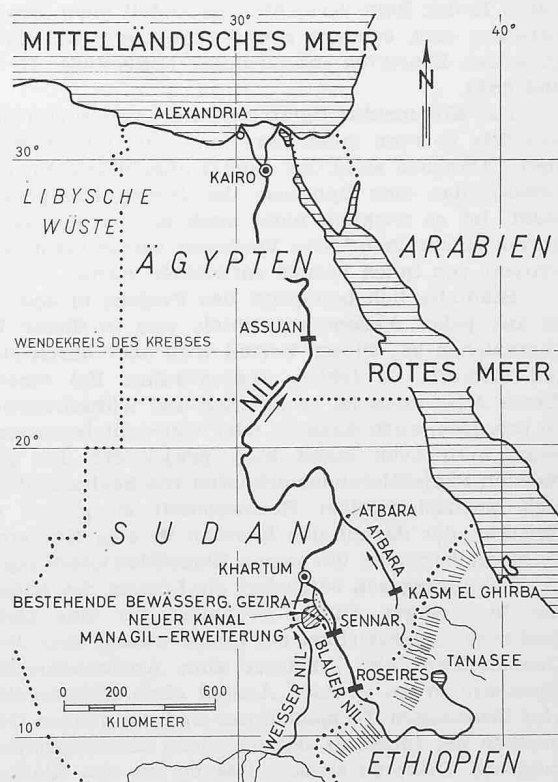 30°
40°
MITTELLÄNDISCHES MEER
N
ALEXANDRIA
30°
KAIRO
LIBYSCHE
WÜSTE
ÄGYPTEN
ARABIEN
ASSUAN
WENDEKREIS DES KREBSES
ROTES MEER
NIL
20°
ATBARA
SUDAN
ATBARA
KHARTUM
KASM EL GHIRBA
BESTEHENDE BEWÄSSERG. GEZIRA
NEUER KANAL
SENNAR
MANAGIL-ERWEITERUNG
TANASEE
ROSEIRES
BLAUER NIL
WEISSER NIL
0 200 600
KILOMETER
10°
ETHIOPIEN